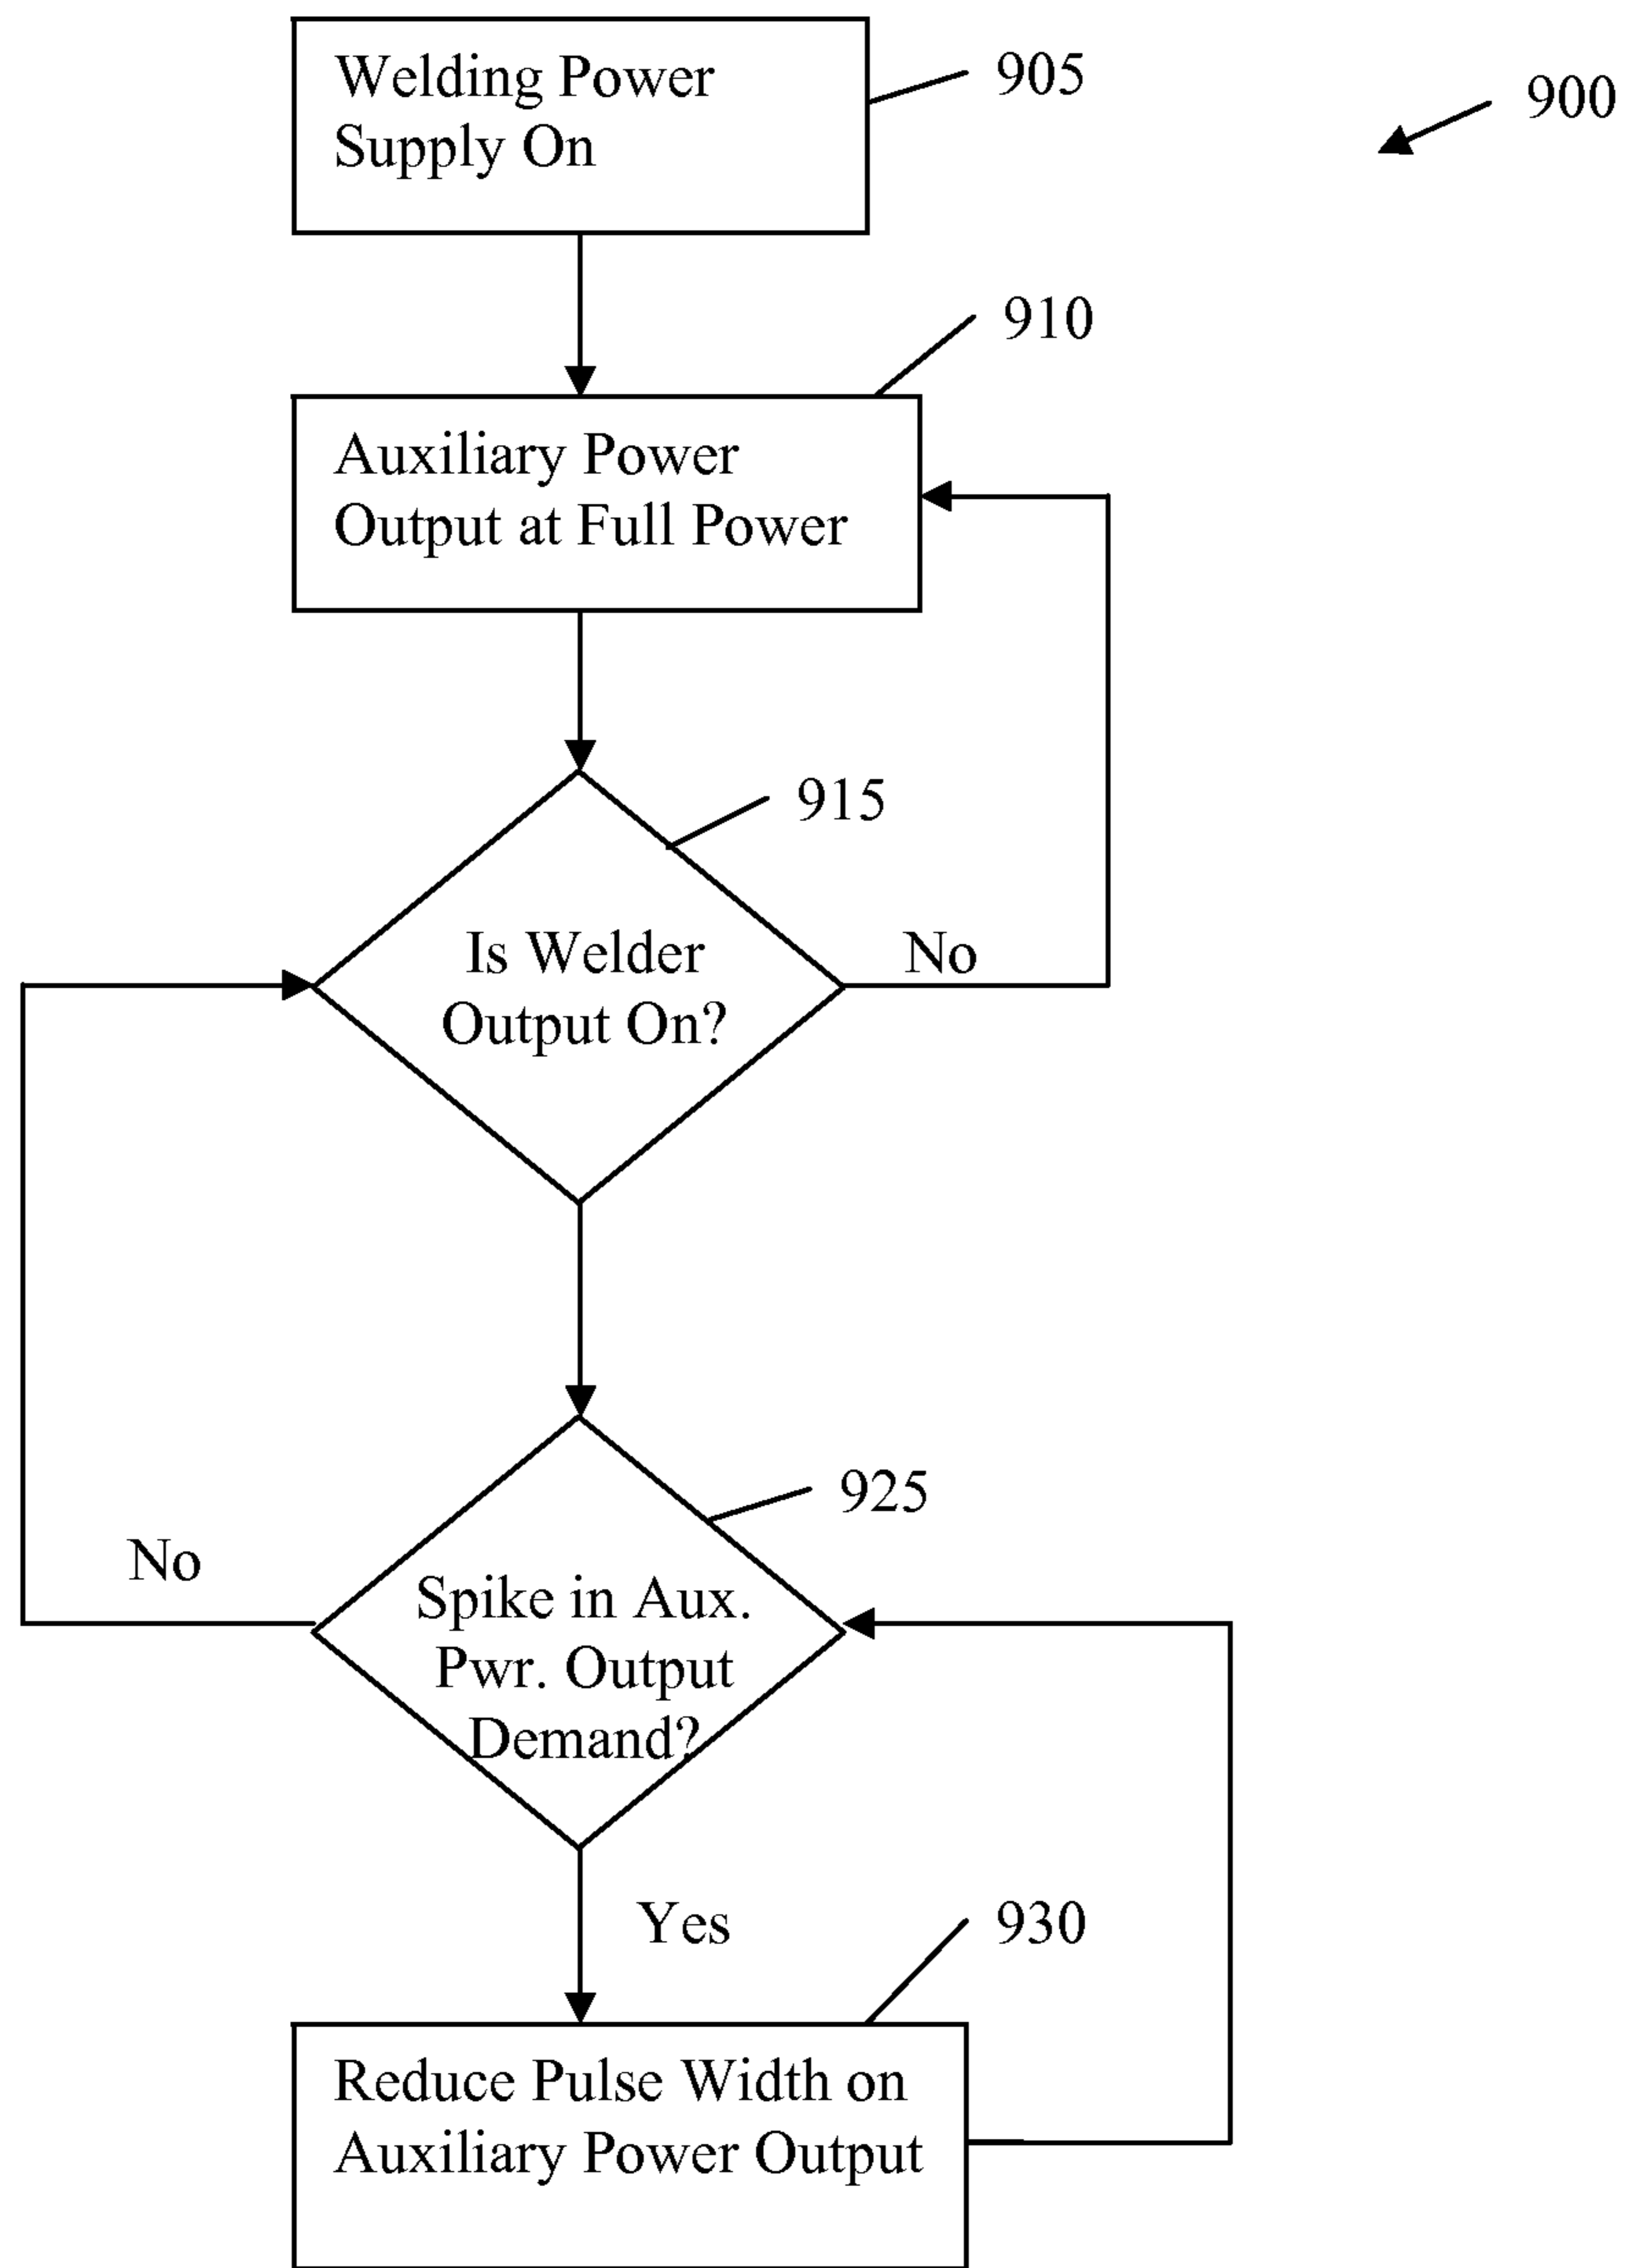 Welding Power
Supply On
905
900
910
Auxiliary Power
Output at Full Power
915
Is Welder
Output On?
No
925
No
Spike in Aux.
Pwr. Output
Demand?
Yes
930
Reduce Pulse Width on
Auxiliary Power Output